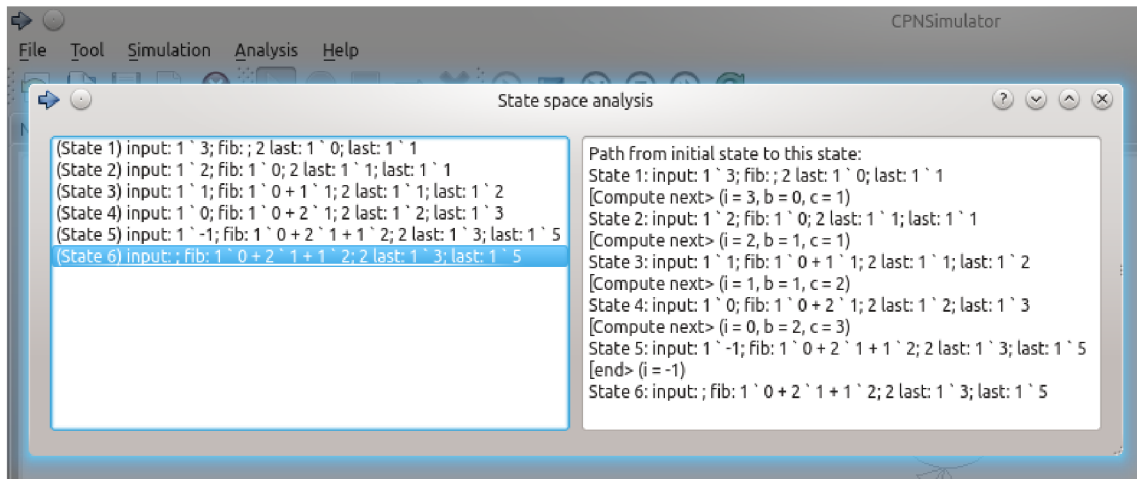 CPNSimulator
File Tool Simulation Analysis Help
State space analysis
(State 1) input: 1 ` 3; fib: ; 2 last: 1 ` 0; last: 1 ` 1
(State 2) input: 1 ` 2; fib: 1 ` 0; 2 last: 1 ` 1; last: 1 ` 1
(State 3) input: 1 ` 1; fib: 1 ` 0 + 1 ` 1; 2 last: 1 ` 1; last: 1 ` 2
(State 4) input: 1 ` 0; fib: 1 ` 0 + 2 ` 1; 2 last: 1 ` 2; last: 1 ` 3
(State 5) input: 1 ` -1; fib: 1 ` 0 + 2 ` 1 + 1 ` 2; 2 last: 1 ` 3; last: 1 ` 5
(State 6) input: ; fib: 1 ` 0 + 2 ` 1 + 1 ` 2; 2 last: 1 ` 3; last: 1 ` 5
Path from initial state to this state:
State 1: input: 1 ` 3; fib: ; 2 last: 1 ` 0; last: 1 ` 1
[Compute next> (i = 3, b = 0, c = 1)
State 2: input: 1 ` 2; fib: 1 ` 0; 2 last: 1 ` 1; last: 1 ` 1
[Compute next> (i = 2, b = 1, c = 1)
State 3: input: 1 ` 1; fib: 1 ` 0 + 1 ` 1; 2 last: 1 ` 1; last: 1 ` 2
[Compute next> (i = 1, b = 1, c = 2)
State 4: input: 1 ` 0; fib: 1 ` 0 + 2 ` 1; 2 last: 1 ` 2; last: 1 ` 3
[Compute next> (i = 0, b = 2, c = 3)
State 5: input: 1 ` -1; fib: 1 ` 0 + 2 ` 1 + 1 ` 2; 2 last: 1 ` 3; last: 1 ` 5
[end> (i = -1)
State 6: input: ; fib: 1 ` 0 + 2 ` 1 + 1 ` 2; 2 last: 1 ` 3; last: 1 ` 5